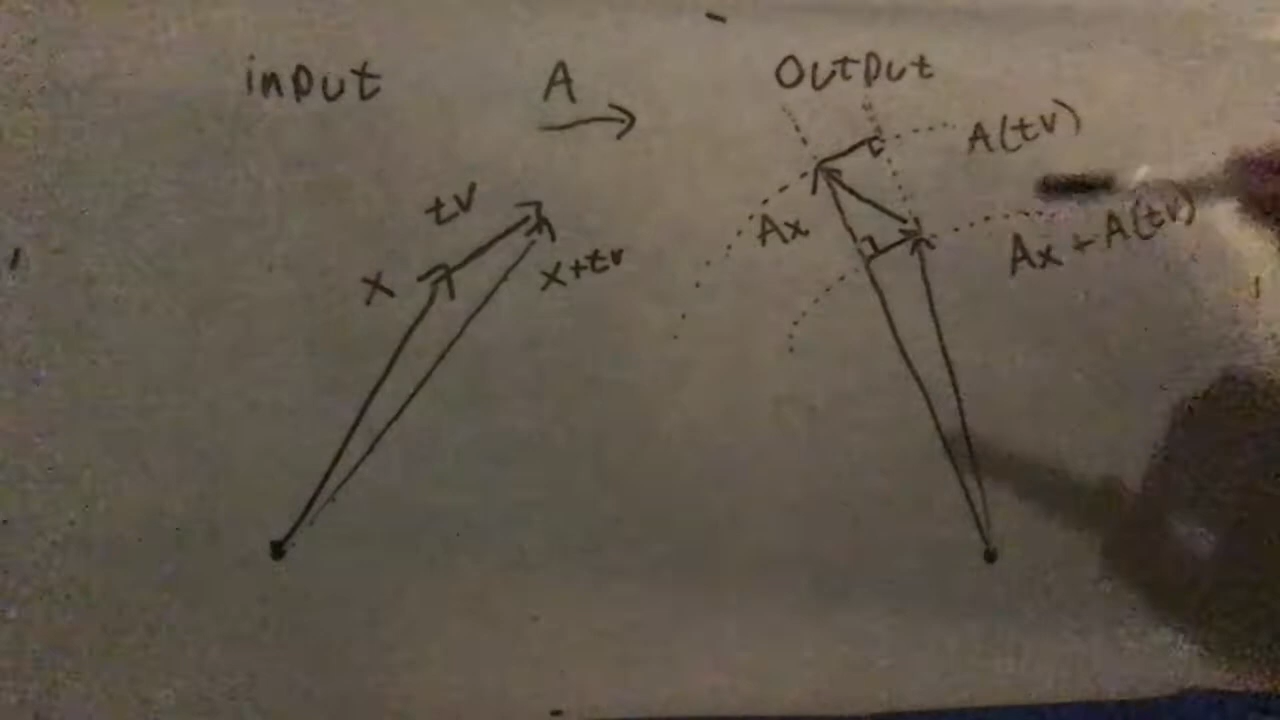 input
A
output
A(tv)
tv
Ax
Ax + A(tv)
x
x+tv